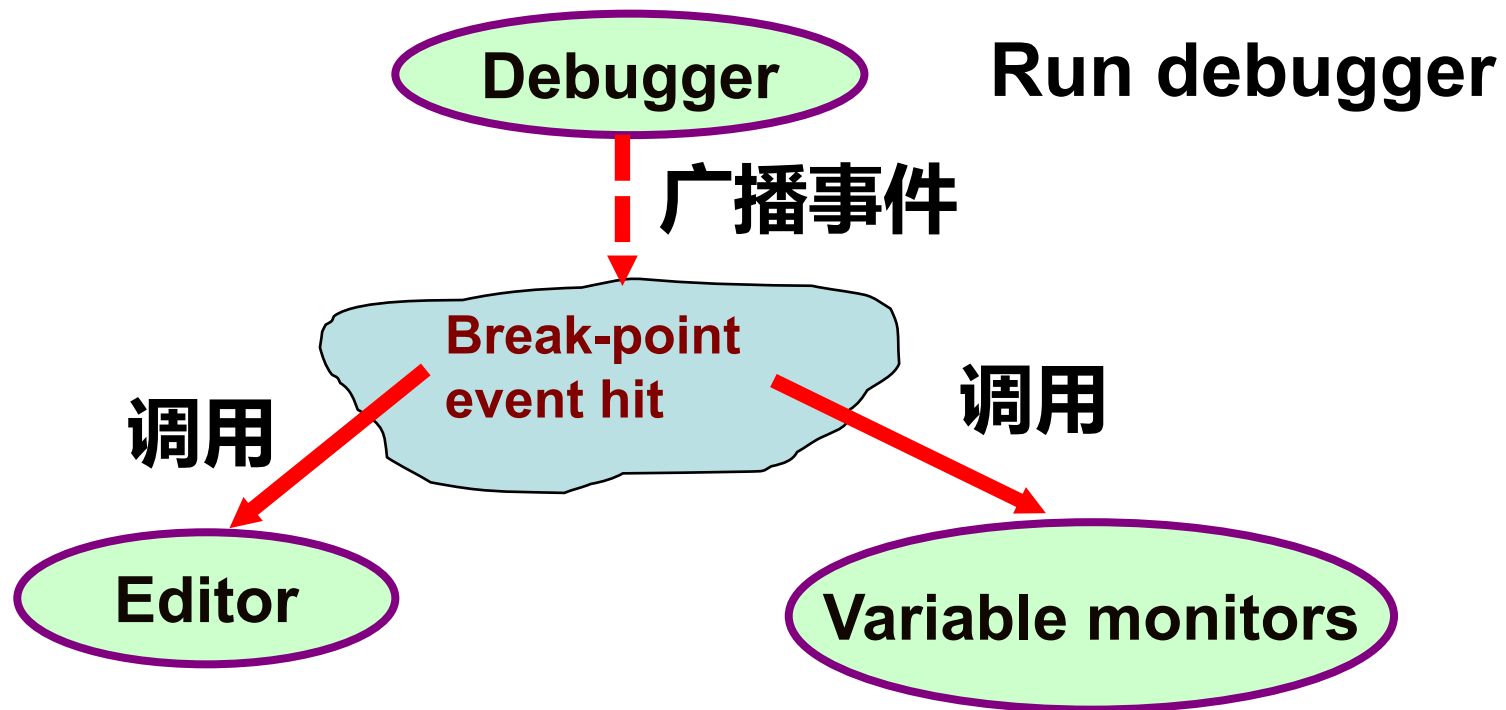 Debugger
Run debugger
广播事件
Break-point
event hit
调用
调用
Editor
Variable monitors